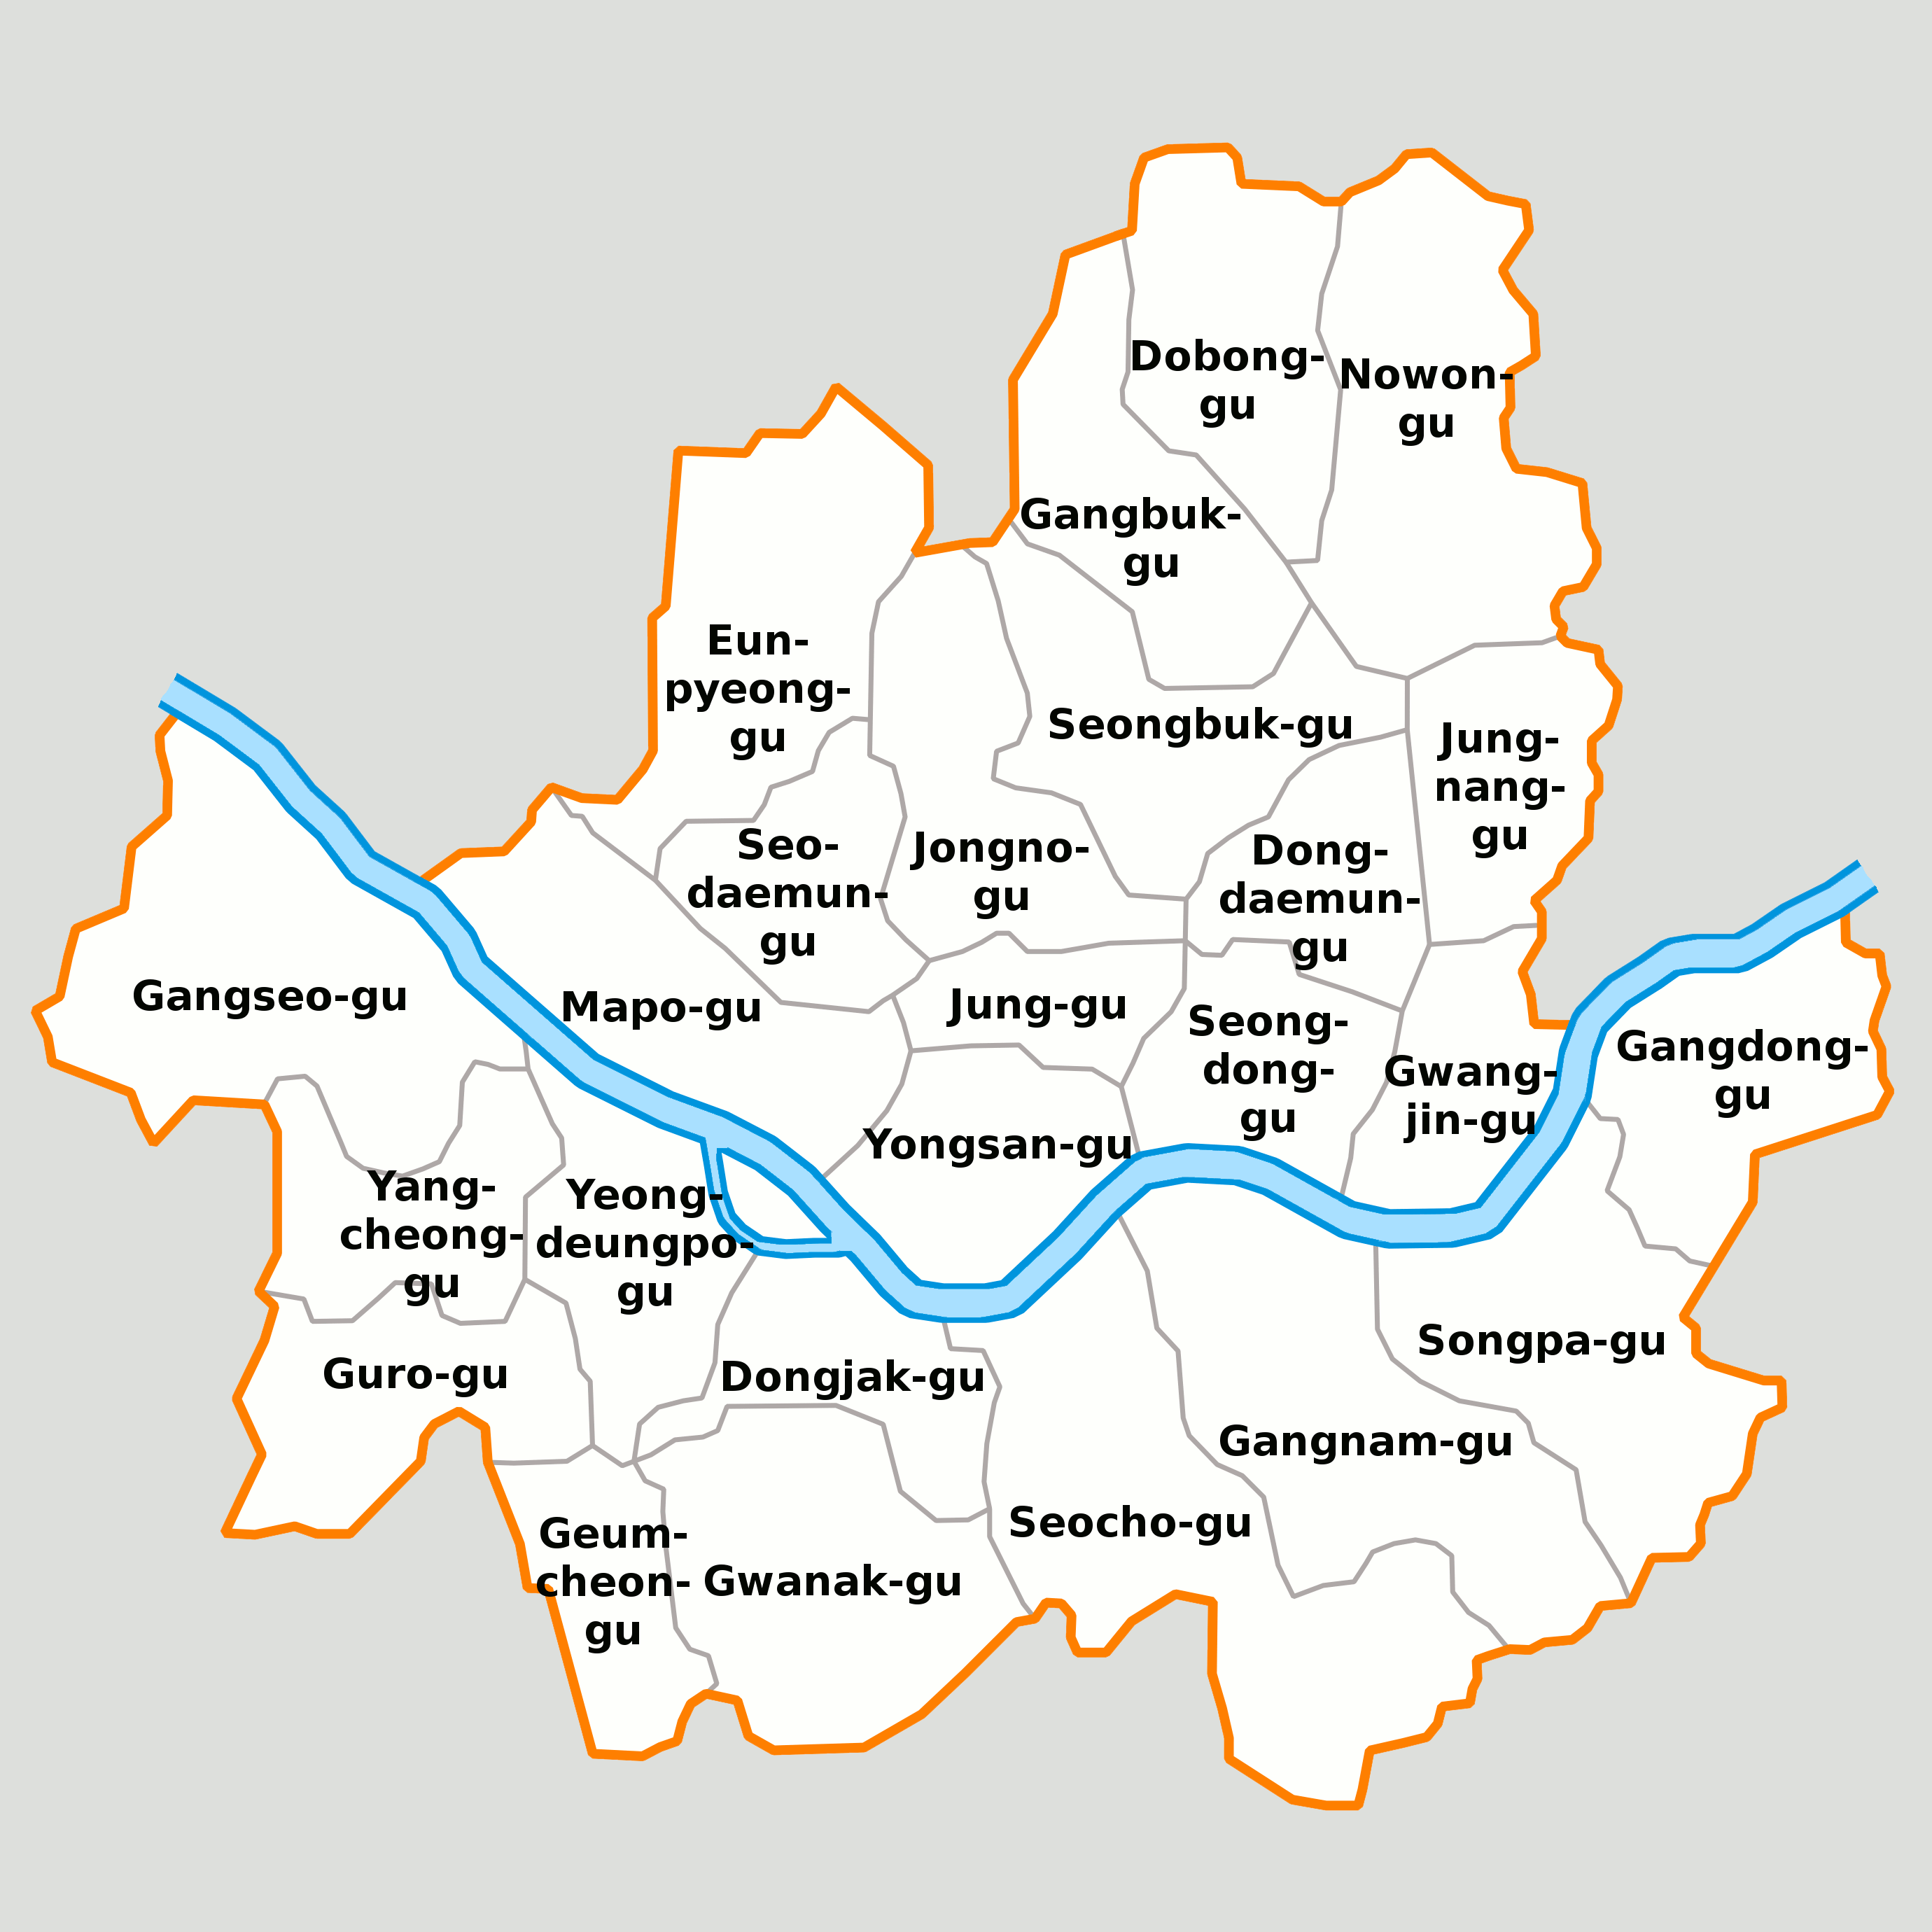 Dobong-
gu
Nowon-
gu
Gangbuk-
gu
Eun-
pyeong-
gu
Seongbuk-gu
Jung-
nang-
gu
Seo-
daemun-
gu
Jongno-
gu
Dong-
daemun-
gu
Gangseo-gu
Mapo-gu
Jung-gu
Seong-
dong-
gu
Gwang-
jin-gu
Gangdong-
gu
Yongsan-gu
Yang-
cheong-
gu
Yeong-
deungpo-
gu
Guro-gu
Dongjak-gu
Songpa-gu
Gangnam-gu
Seocho-gu
Geum-
cheon-
gu
Gwanak-gu